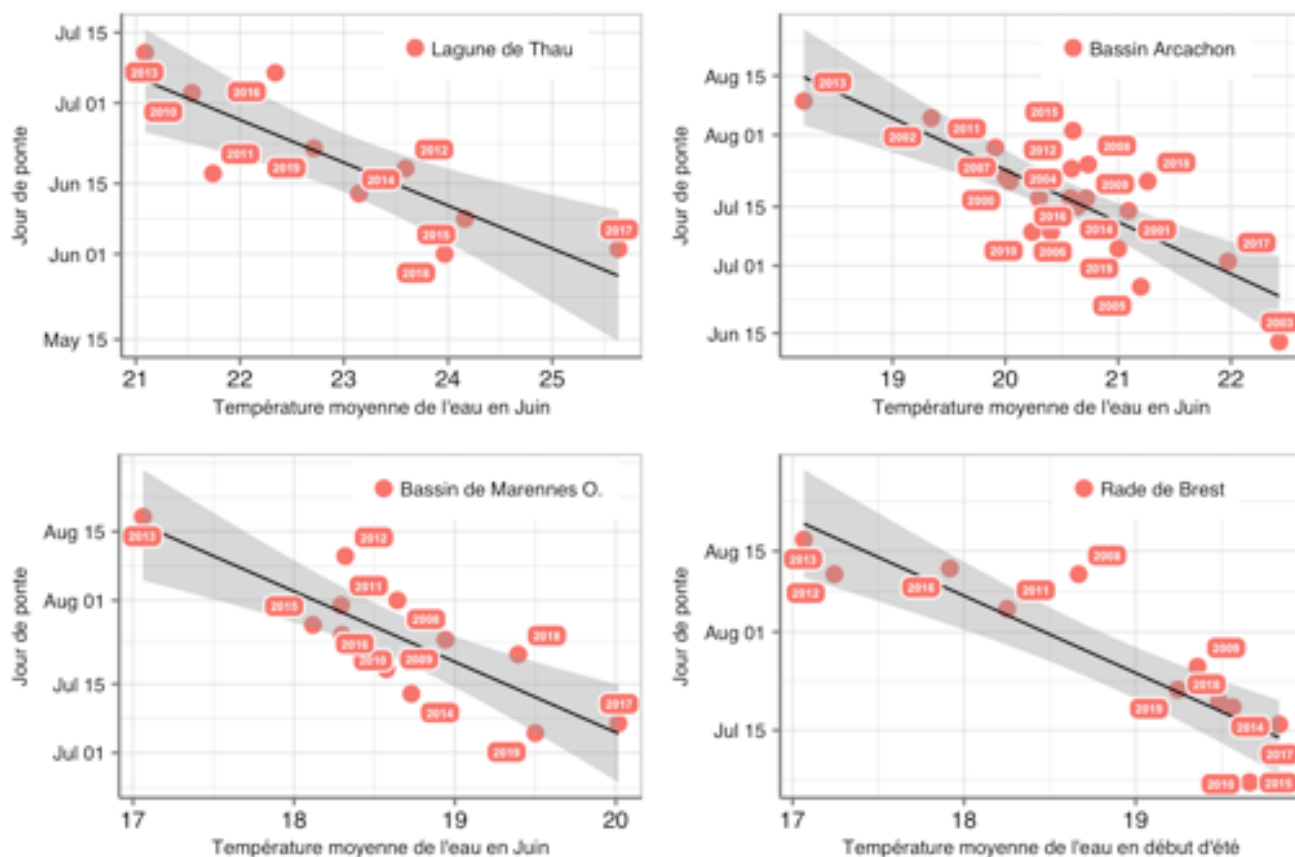 Lagune de Thau
Jul 15
Jul 01
Jun 15
Jun 01
May 15
Jour de ponte
2013
2010
2016
2011
2019
2014
2012
2015
2018
2017
21 22 23 24 25
Température moyenne de l'eau en Juin
Bassin Arcachon
Aug 15
Aug 01
Jul 15
Jul 01
Jun 15
Jour de ponte
2013
2002
2011
2015
2007
2012
2008
2018
2004
2009
2000
2016
2014
2001
2010
2006
2019
2017
2005
2003
19 20 21 22
Température moyenne de l'eau en Juin
Bassin de Marennes O.
Aug 15
Aug 01
Jul 15
Jul 01
Jour de ponte
2013
2012
2011
2015
2008
2016
2010
2009
2018
2014
2017
2019
17 18 19 20
Température moyenne de l'eau en Juin
Rade de Brest
Aug 15
Aug 01
Jul 15
Jour de ponte
2013
2012
2016
2008
2011
2009
2018
2019
2014
2017
2010
2015
17 18 19
Température moyenne de l'eau en début d'été